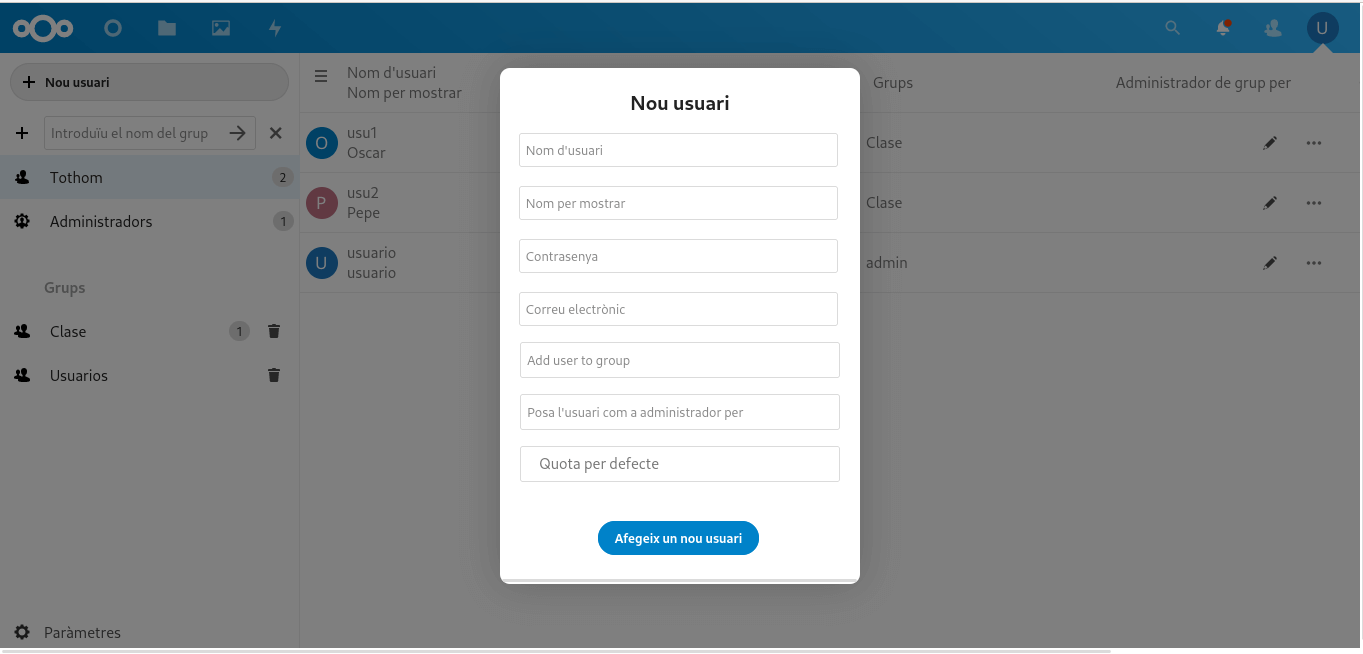 U
Nou usuari
Introduïu el nom del grup
Tothom
2
Administradors
1
Grups
Clase
1
Usuarios
Paràmetres
Nom d'usuari
Nom per mostrar
Grups
Administrador de grup per
O
usu1
Oscar
Clase
P
usu2
Pepe
Clase
U
usuario
usuario
admin
Nou usuari
Nom d'usuari
Nom per mostrar
Contrasenya
Correu electrònic
Add user to group
Posa l'usuari com a administrador per
Quota per defecte
Afegeix un nou usuari